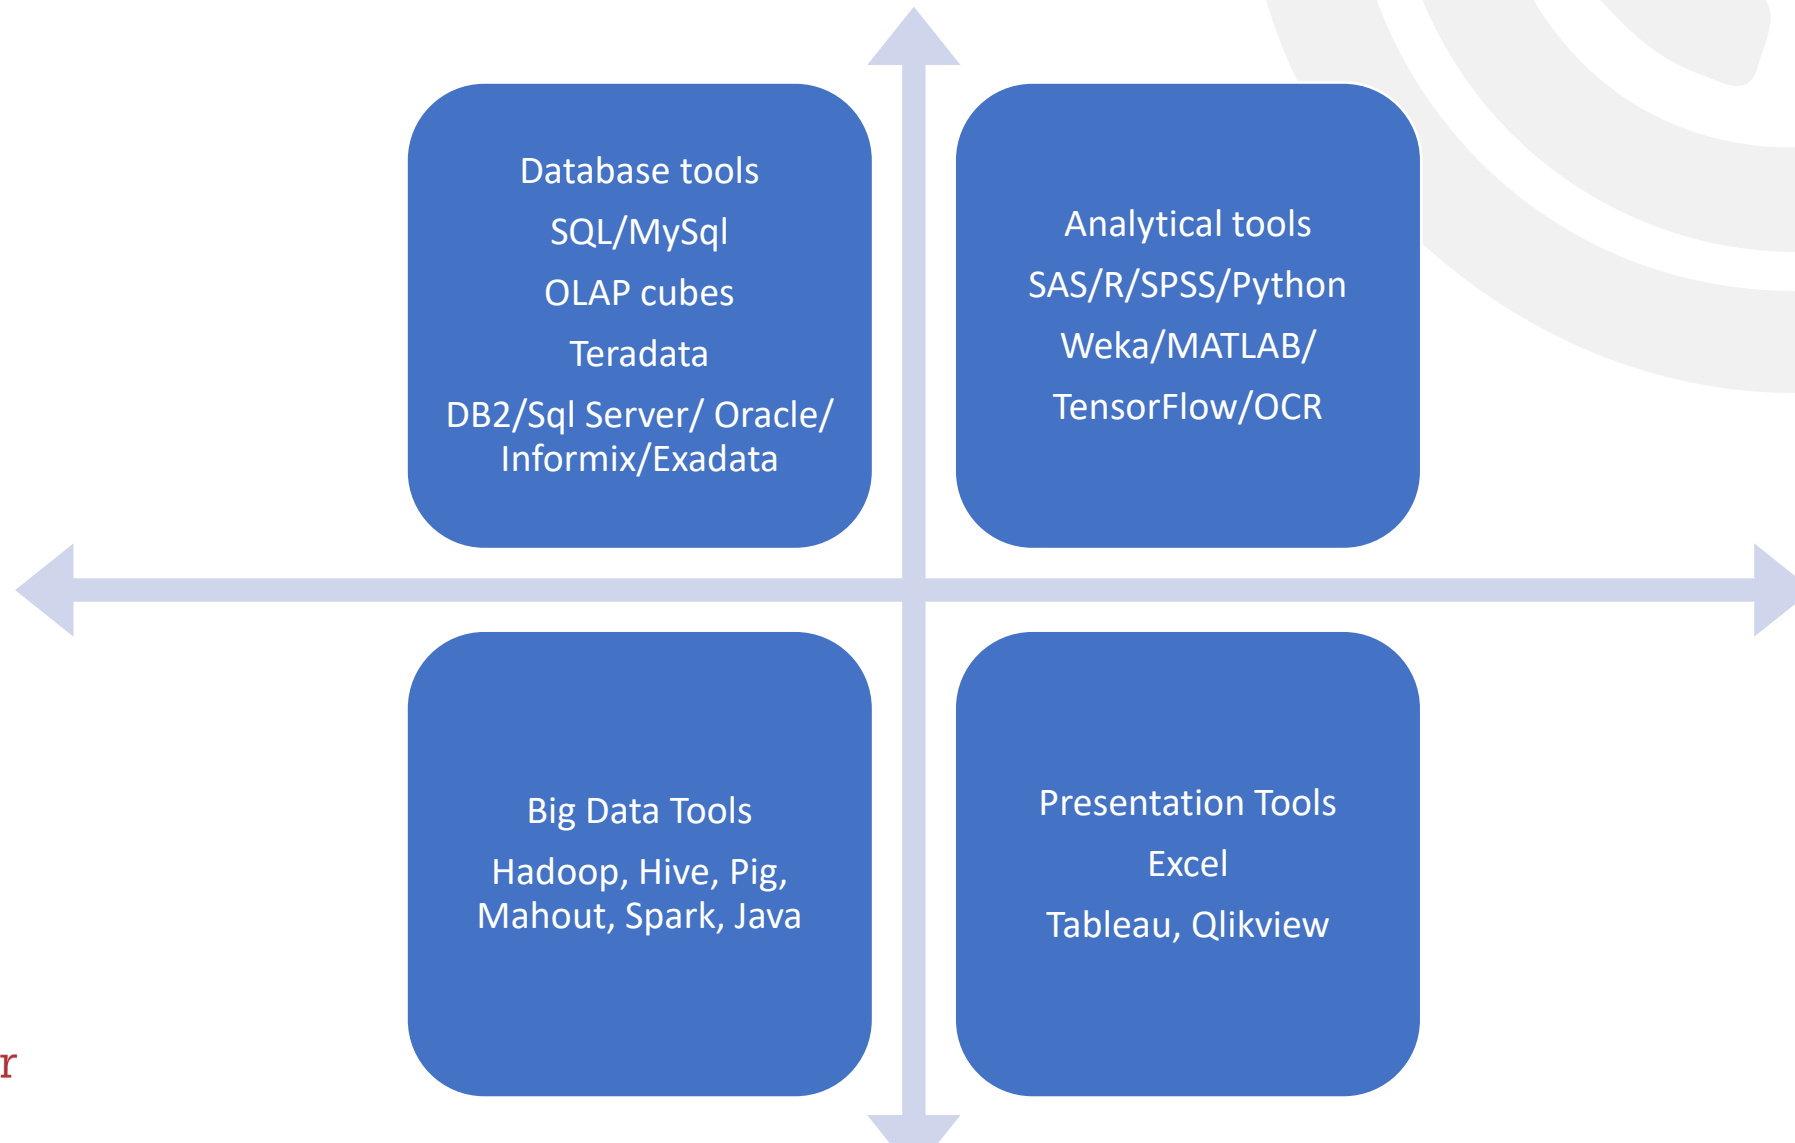 Database tools
SQL/MySql
OLAP cubes
Teradata
DB2/Sql Server/ Oracle/
Informix/Exadata
Analytical tools
SAS/R/SPSS/Python
Weka/MATLAB/
TensorFlow/OCR
Big Data Tools
Hadoop, Hive, Pig,
Mahout, Spark, Java
Presentation Tools
Excel
Tableau, Qlikview
r